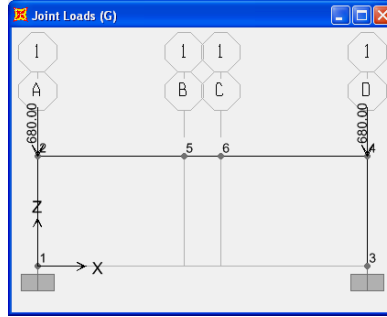 Joint Loads (G)
1 1 1 1
A B C D
680.00 680.00
2 5 6 4
Z
1 X 3